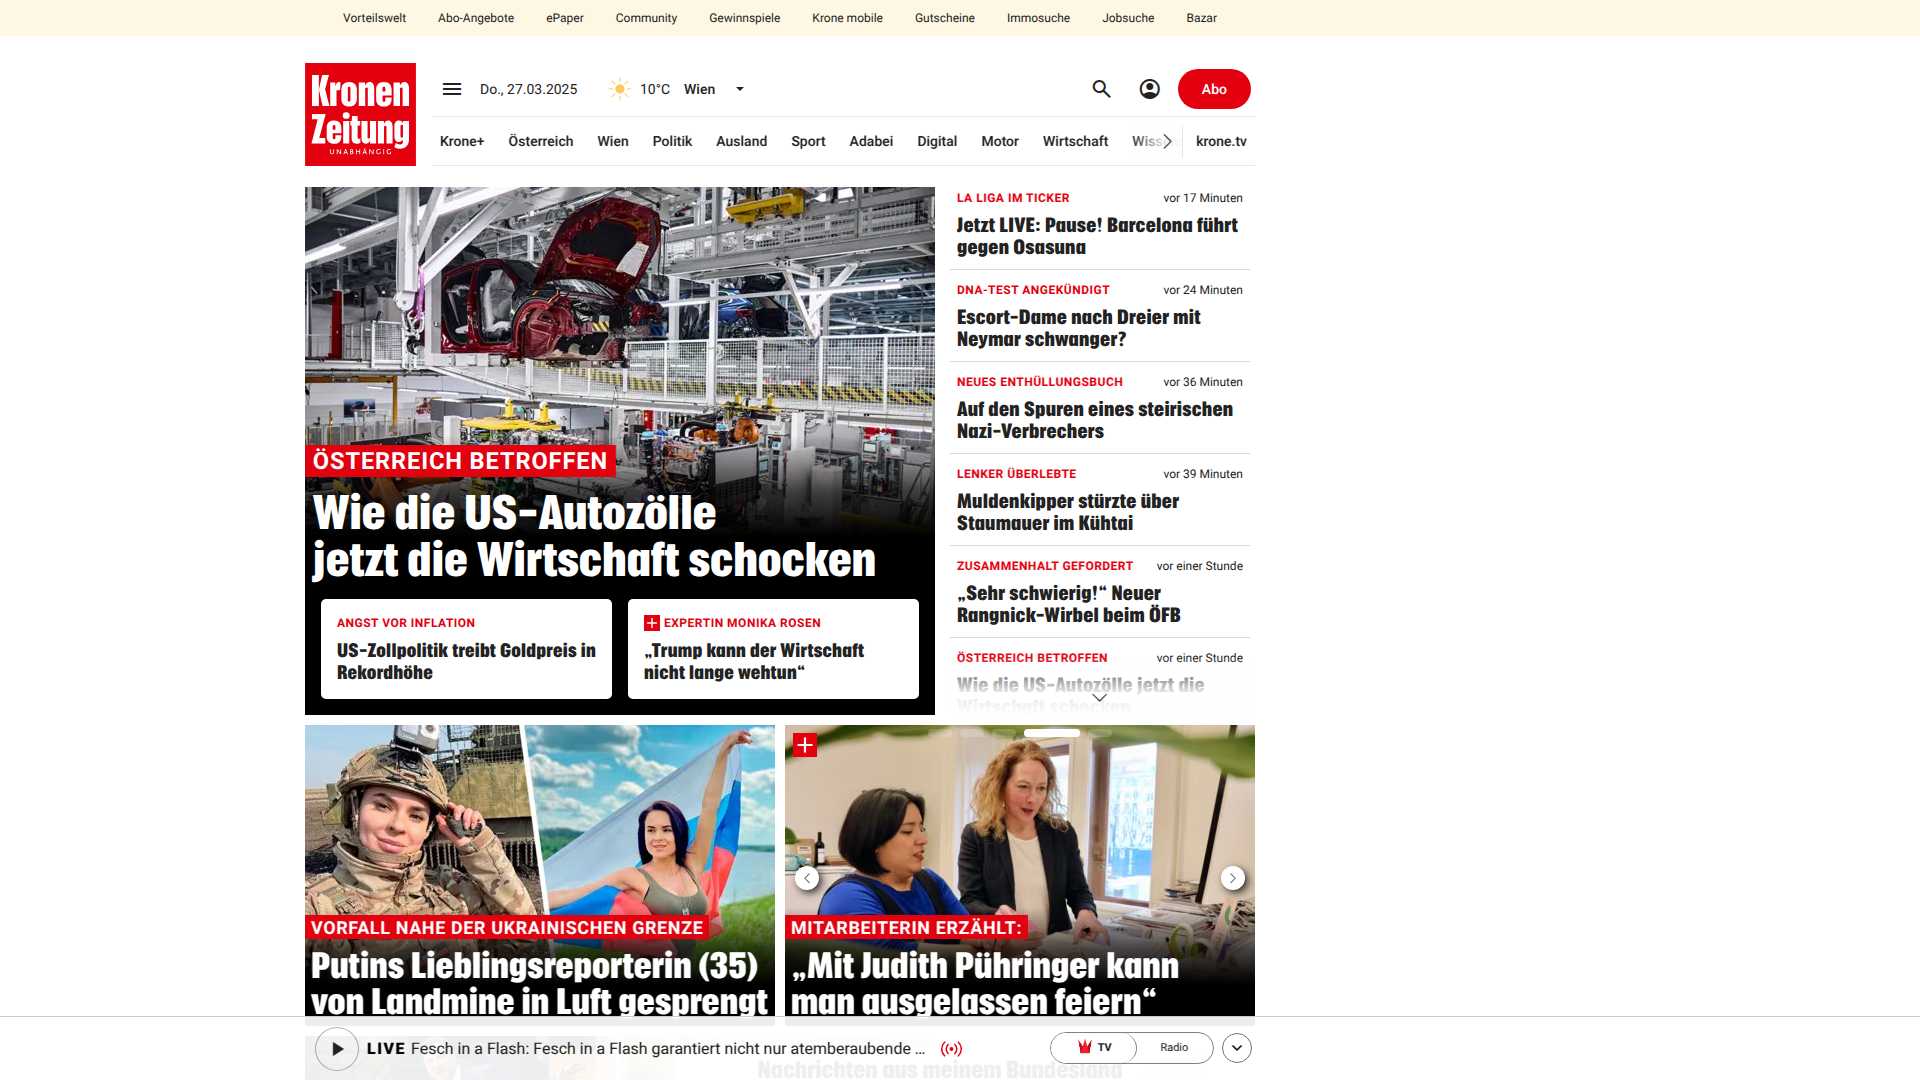 Vorteilswelt Abo-Angebote ePaper Community Gewinnspiele Krone mobile Gutscheine Immosuche Jobsuche Bazar
Kronen
Zeitung
UNABHÄNGIG
Do., 27.03.2025 10°C Wien
Abo
Krone+ Österreich Wien Politik Ausland Sport Adabei Digital Motor Wirtschaft Wiss krone.tv
ÖSTERREICH BETROFFEN
Wie die US-Autozölle
jetzt die Wirtschaft schocken
ANGST VOR INFLATION
US-Zollpolitik treibt Goldpreis in
Rekordhöhe
EXPERTIN MONIKA ROSEN
„Trump kann der Wirtschaft
nicht lange wehtun“
LA LIGA IM TICKER vor 17 Minuten
Jetzt LIVE: Pause! Barcelona führt
gegen Osasuna
DNA-TEST ANGEKÜNDIGT vor 24 Minuten
Escort-Dame nach Dreier mit
Neymar schwanger?
NEUES ENTHÜLLUNGSBUCH vor 36 Minuten
Auf den Spuren eines steirischen
Nazi-Verbrechers
LENKER ÜBERLEBTE vor 39 Minuten
Muldenkipper stürzte über
Staumauer im Kühtai
ZUSAMMENHALT GEFORDERT vor einer Stunde
„Sehr schwierig!“ Neuer
Rangnick-Wirbel beim ÖFB
ÖSTERREICH BETROFFEN vor einer Stunde
Wie die US-Autozölle jetzt die
Wirtschaft schocken
VORFALL NAHE DER UKRAINISCHEN GRENZE
Putins Lieblingsreporterin (35)
von Landmine in Luft gesprengt
MITARBEITERIN ERZÄHLT:
„Mit Judith Pühringer kann
man ausgelassen feiern“
LIVE Fesch in a Flash: Fesch in a Flash garantiert nicht nur atemberaubende ...
TV Radio
Nachrichten aus meinem Bundesland